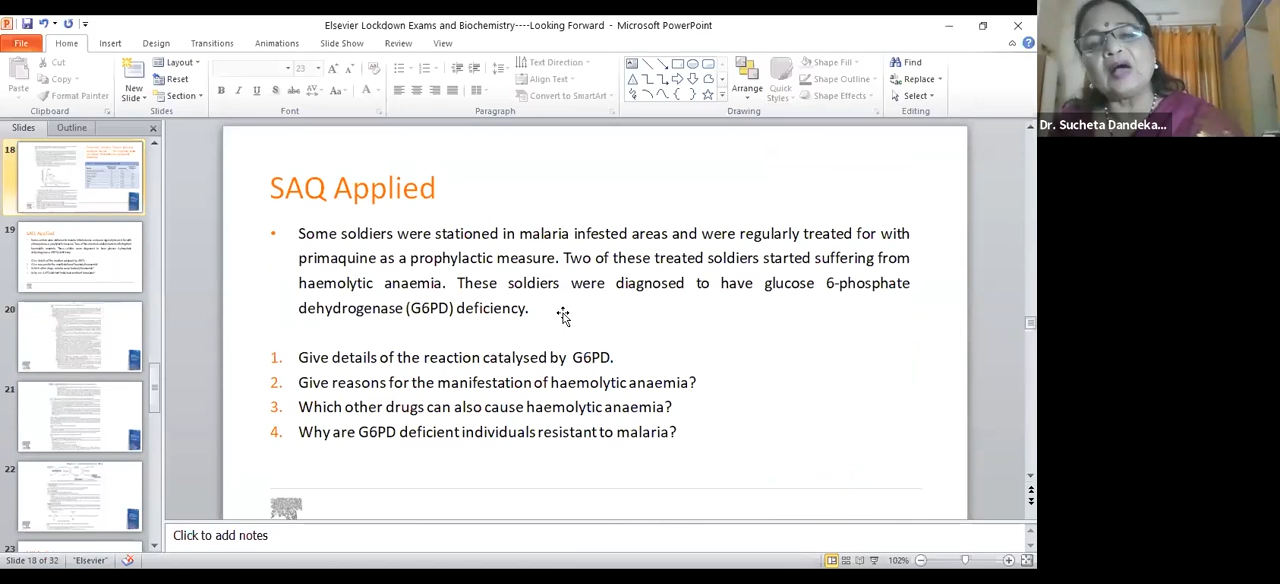 Elsevier Lockdown Exams and Biochemistry----Looking Forward - Microsoft PowerPoint
File Home Insert Design Transitions Animations Slide Show Review View
Paste
Cut
Copy
Format Painter
Clipboard
New
Slide
Layout
Reset
Section
Slides
23
Font
Text Direction
Align Text
Convert to SmartArt
Paragraph
Arrange
Quick
Styles
Shape Fill
Shape Outline
Shape Effects
Drawing
Find
Replace
Select
Editing
Dr. Sucheta Dandeka...
Slides Outline
18
19
20
21
22
23
SAQ Applied
• Some soldiers were stationed in malaria infested areas and were regularly treated for with
primaquine as a prophylactic measure. Two of these treated soldiers started suffering from
haemolytic anaemia. These soldiers were diagnosed to have glucose 6-phosphate
dehydrogenase (G6PD) deficiency.
1. Give details of the reaction catalysed by G6PD.
2. Give reasons for the manifestation of haemolytic anaemia?
3. Which other drugs can also cause haemolytic anaemia?
4. Why are G6PD deficient individuals resistant to malaria?
Click to add notes
Slide 18 of 32 "Elsevier" 102%